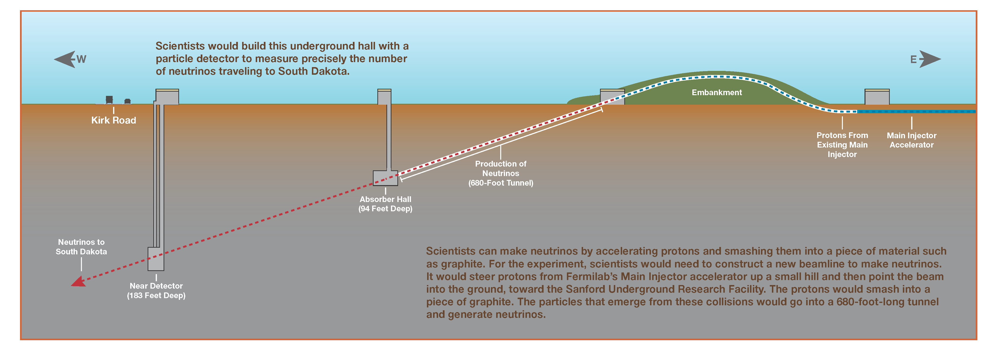 Scientists would build this underground hall with a
particle detector to measure precisely the number
of neutrinos traveling to South Dakota.
W
E
Embankment
Kirk Road
Protons From
Existing Main
Injector
Main Injector
Accelerator
Production of
Neutrinos
(680-Foot Tunnel)
Absorber Hall
(94 Feet Deep)
Neutrinos to
South Dakota
Near Detector
(183 Feet Deep)
Scientists can make neutrinos by accelerating protons and smashing them into a piece of material such
as graphite. For the experiment, scientists would need to construct a new beamline to make neutrinos.
It would steer protons from Fermilab’s Main Injector accelerator up a small hill and then point the beam
into the ground, toward the Sanford Underground Research Facility. The protons would smash into a
piece of graphite. The particles that emerge from these collisions would go into a 680-foot-long tunnel
and generate neutrinos.